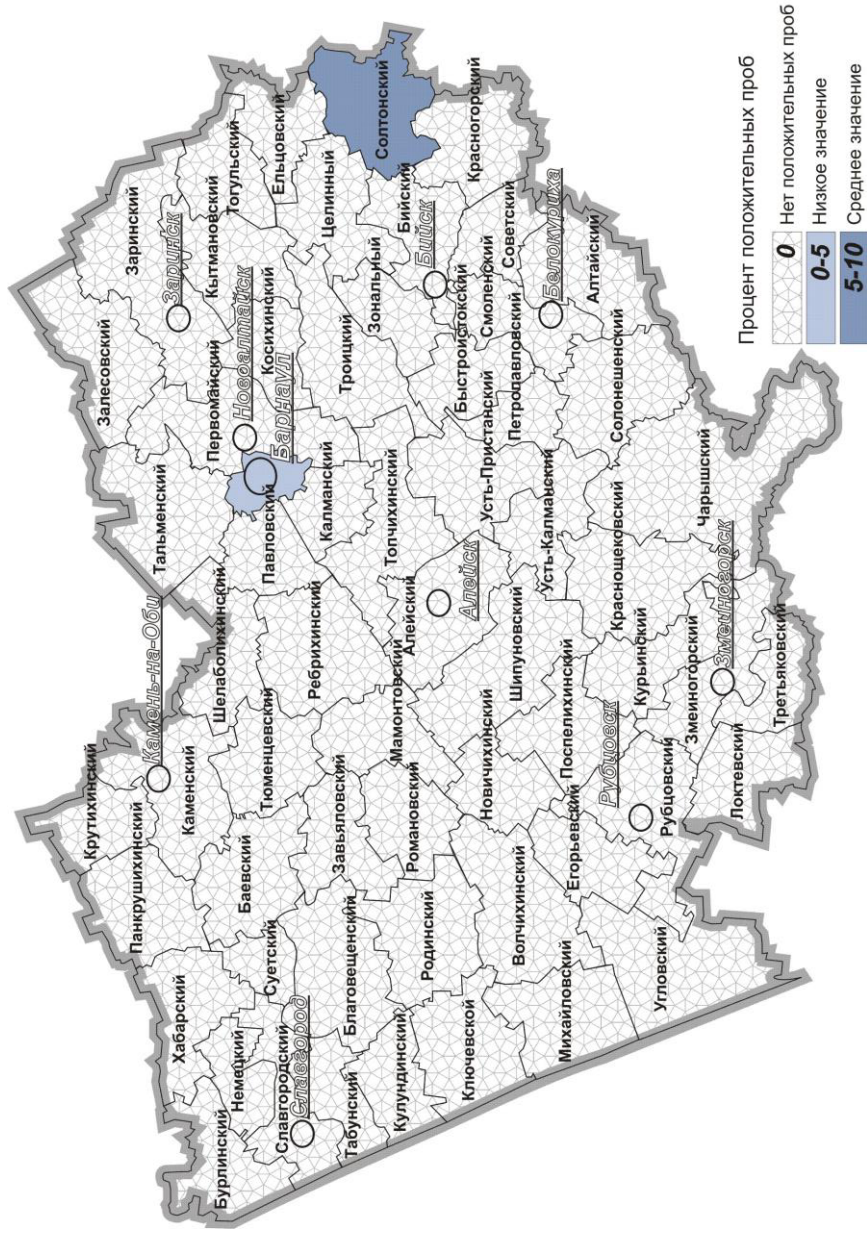 Крутихинский
Панкрушихинский
Камень-на-Оби
Каменский
Залесовский
Заринский
Заринск
Тальменский
Хабарский
Бурлинский
Немецкий
Суетский
Баевский
Тюменцевский
Шелаболихинский
Павловский
Первомайский
Новоалтайск
Барнаул
Косихинский
Кытмановский
Тогульский
Ельцовский
Целинный
Солтонский
Славгородский
Славгород
Табунский
Кулундинский
Благовещенский
Завьяловский
Ребрихинский
Калманский
Троицкий
Зональный
Бийский
Бийск
Красногорский
Ключевской
Родинский
Романовский
Мамонтовский
Топчихинский
Алейский
Алейск
Быстроистокский
Смоленский
Советский
Белокуриха
Алтайский
Петропавловский
Усть-Пристанский
Волчихинский
Новичихинский
Шипуновский
Усть-Калманский
Солонешенский
Михайловский
Егорьевский
Поспелихинский
Рубцовск
Рубцовский
Угловский
Курьинский
Краснощековский
Чарышский
Змеиногорский
Змеиногорск
Локтевский
Третьяковский
Процент положительных проб
0 Нет положительных проб
0-5 Низкое значение
5-10 Среднее значение